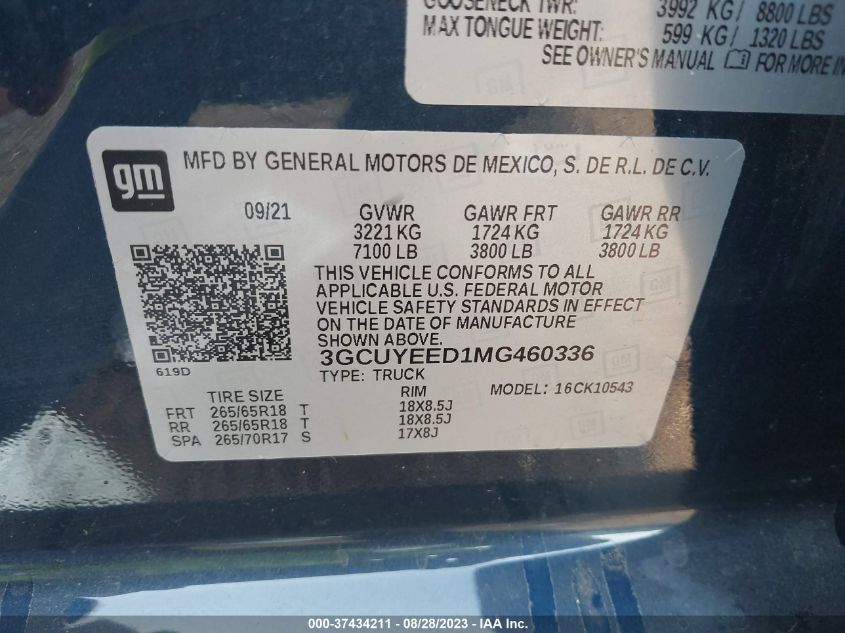 GOOSENECK TWR: 3992 KG/ 8800 LBS
MAX TONGUE WEIGHT: 599 KG/ 1320 LBS
SEE OWNER'S MANUAL FOR MORE
gm MFD BY GENERAL MOTORS DE MEXICO, S. DE R.L. DE C.V.
09/21 GVWR GAWR FRT GAWR RR
3221 KG 1724 KG 1724 KG
7100 LB 3800 LB 3800 LB
THIS VEHICLE CONFORMS TO ALL
APPLICABLE U.S. FEDERAL MOTOR
VEHICLE SAFETY STANDARDS IN EFFECT
ON THE DATE OF MANUFACTURE
SHOWN ABOVE.
619D
3GCUYEED1MG460336
TYPE: TRUCK
TIRE SIZE RIM MODEL: 16CK10543
FRT 265/65R18 T 18X8.5J
RR 265/65R18 T 18X8.5J
SPA 265/70R17 S 17X8J
000-37434211 - 08/28/2023 - Copyright © 2023 IAA, Inc.